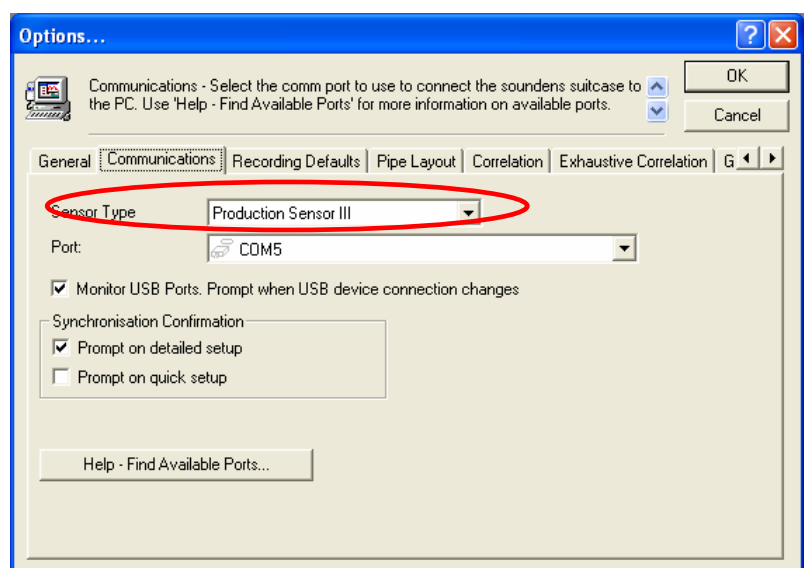 Options...
Communications - Select the comm port to use to connect the soundens suitcase to
the PC. Use 'Help - Find Available Ports' for more information on available ports.
OK
Cancel
General Communications Recording Defaults Pipe Layout Correlation Exhaustive Correlation G
Sensor Type Production Sensor III
Port: COM5
Monitor USB Ports. Prompt when USB device connection changes
Synchronisation Confirmation
Prompt on detailed setup
Prompt on quick setup
Help - Find Available Ports...